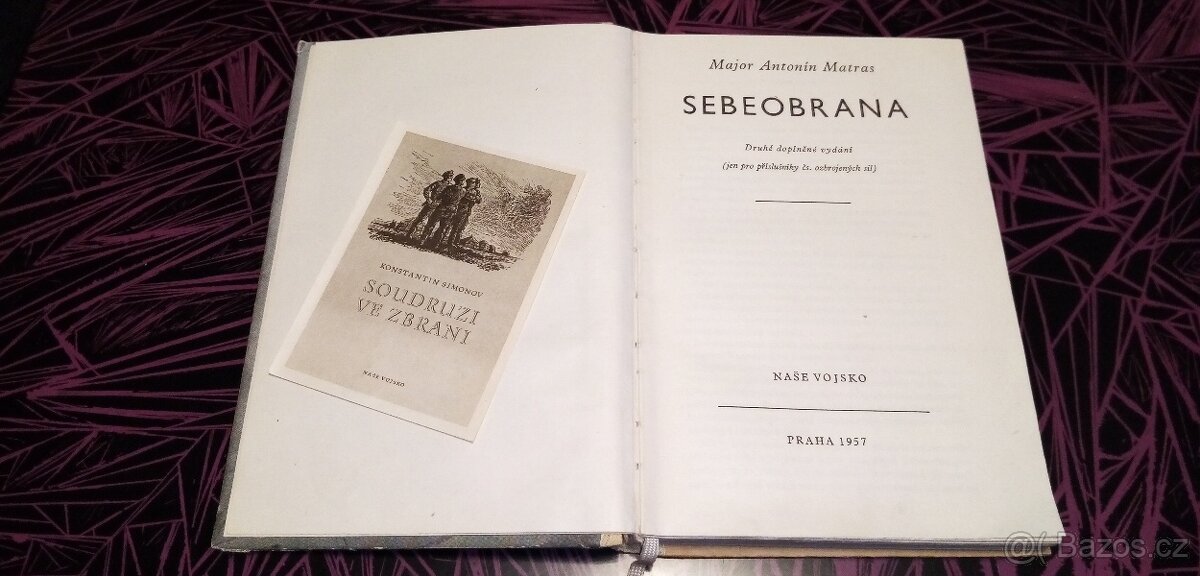 KONSTANTIN SIMONOV
SOUDRUZI
VE ZBRANI
NAŠE VOJSKO
Major Antonín Matras
SEBEOBRANA
Druhé doplněné vydání
(jen pro příslušníky čs. ozbrojených sil)
NAŠE VOJSKO
PRAHA 1957
@( Bazos.cz